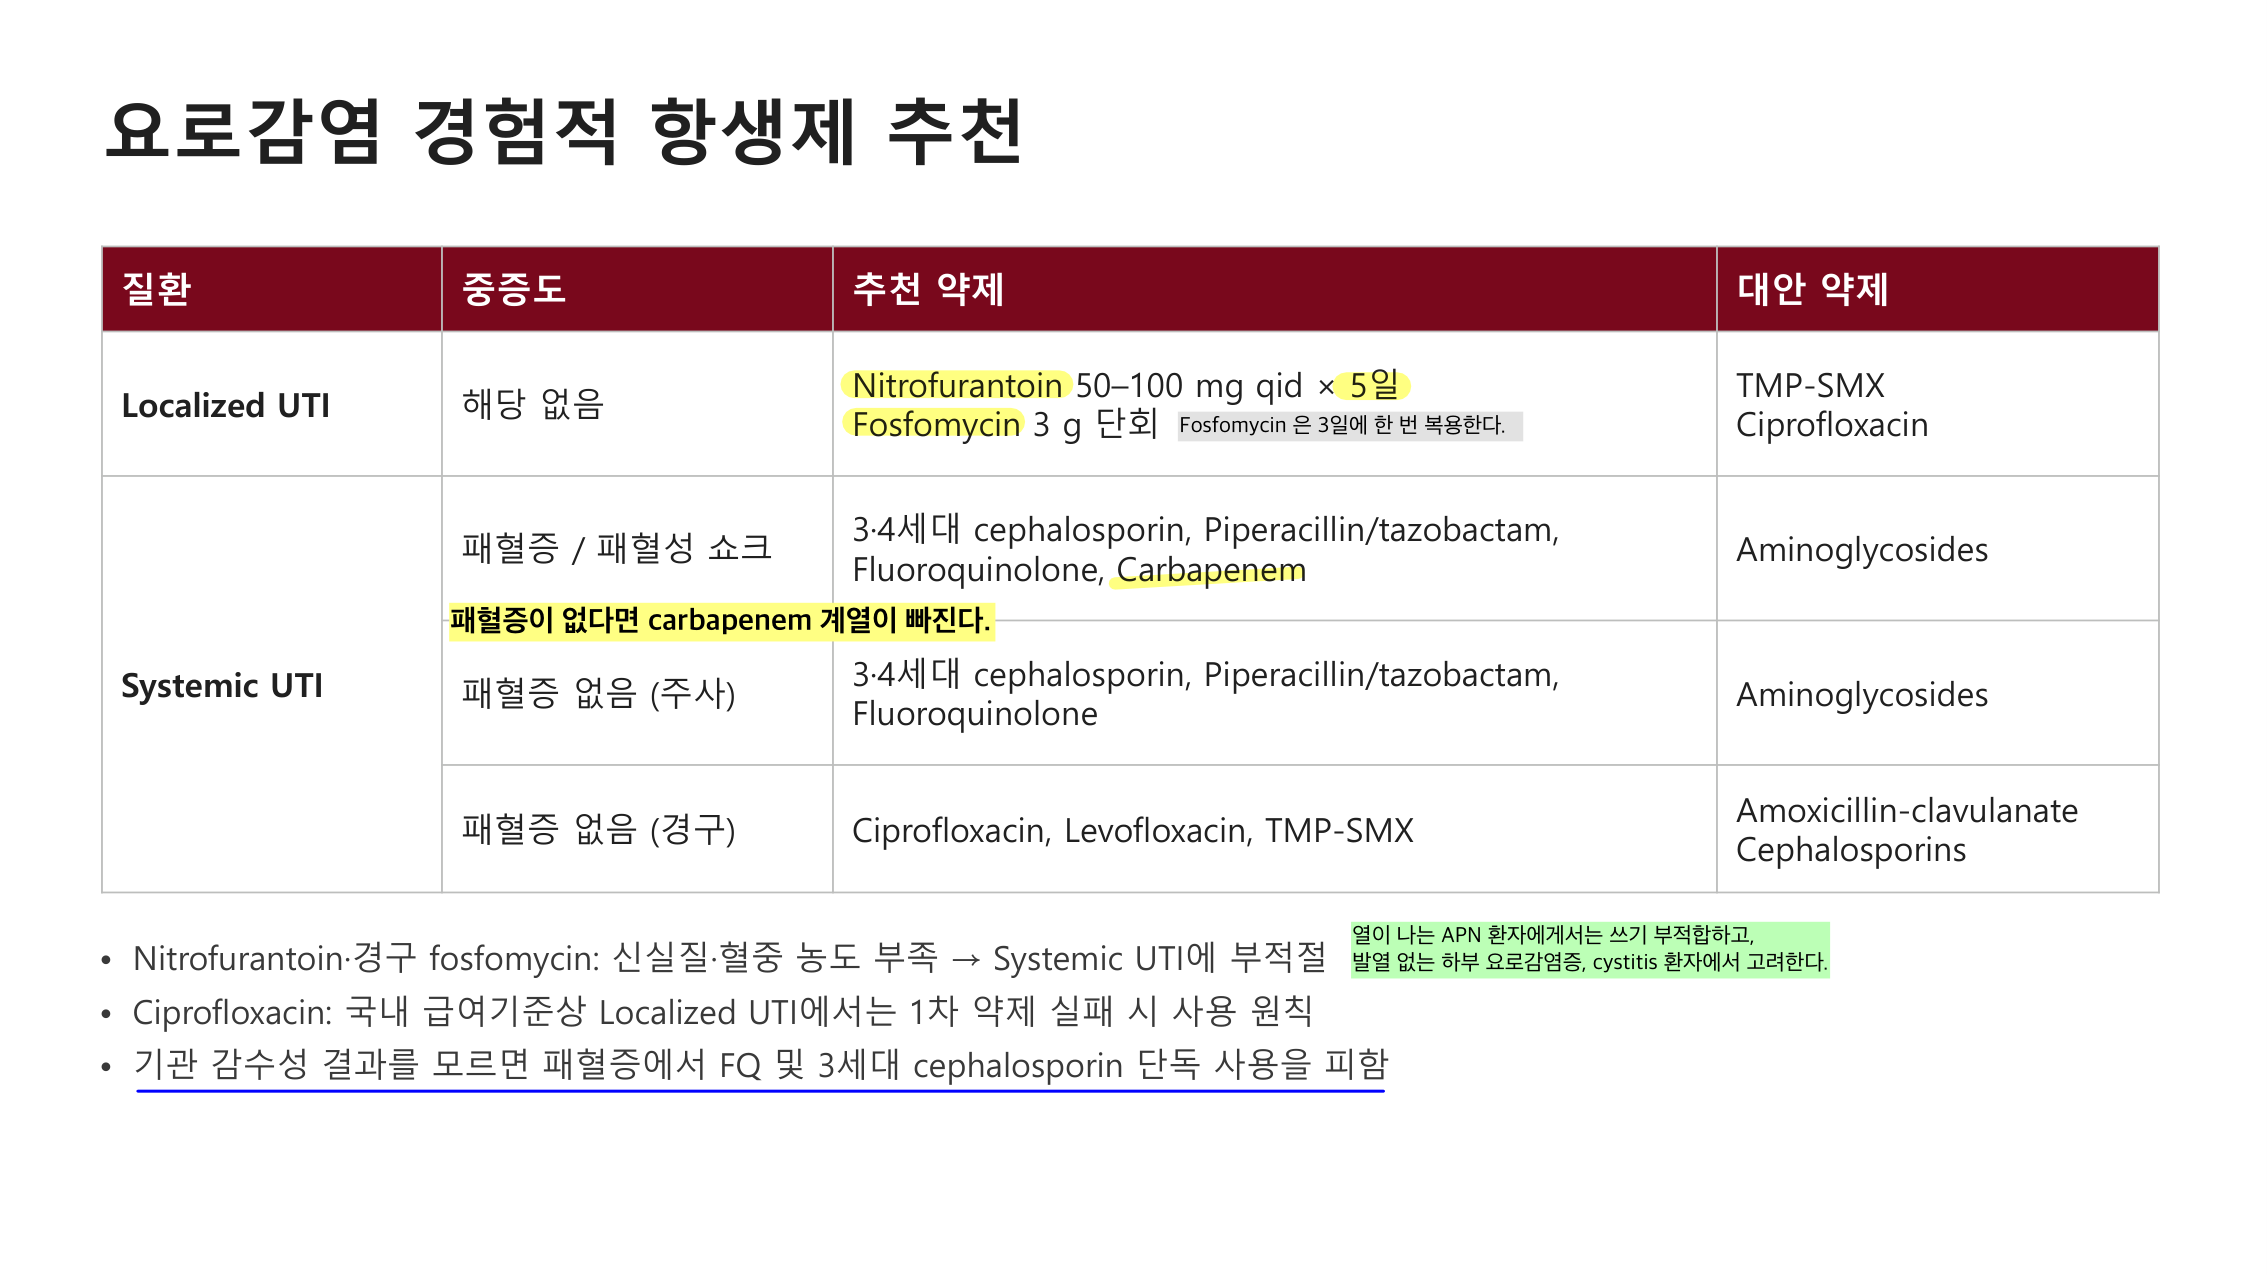 요로감염 경험적 항생제 추천
질환 중증도 추천 약제 대안 약제
Localized UTI 해당 없음
Nitrofurantoin 50–100 mg qid × 5일
Fosfomycin 3 g 단회 Fosfomycin 은 3일에 한 번 복용한다.
TMP-SMX
Ciprofloxacin
Systemic UTI
패혈증 / 패혈성 쇼크
3·4세대 cephalosporin, Piperacillin/tazobactam,
Fluoroquinolone, Carbapenem
Aminoglycosides
패혈증이 없다면 carbapenem 계열이 빠진다.
패혈증 없음 (주사)
3·4세대 cephalosporin, Piperacillin/tazobactam,
Fluoroquinolone
Aminoglycosides
패혈증 없음 (경구)
Ciprofloxacin, Levofloxacin, TMP-SMX
Amoxicillin-clavulanate
Cephalosporins
• Nitrofurantoin·경구 fosfomycin: 신실질·혈중 농도 부족 → Systemic UTI에 부적절
열이 나는 APN 환자에게서는 쓰기 부적합하고,
발열 없는 하부 요로감염증, cystitis 환자에서 고려한다.
• Ciprofloxacin: 국내 급여기준상 Localized UTI에서는 1차 약제 실패 시 사용 원칙
• 기관 감수성 결과를 모르면 패혈증에서 FQ 및 3세대 cephalosporin 단독 사용을 피함